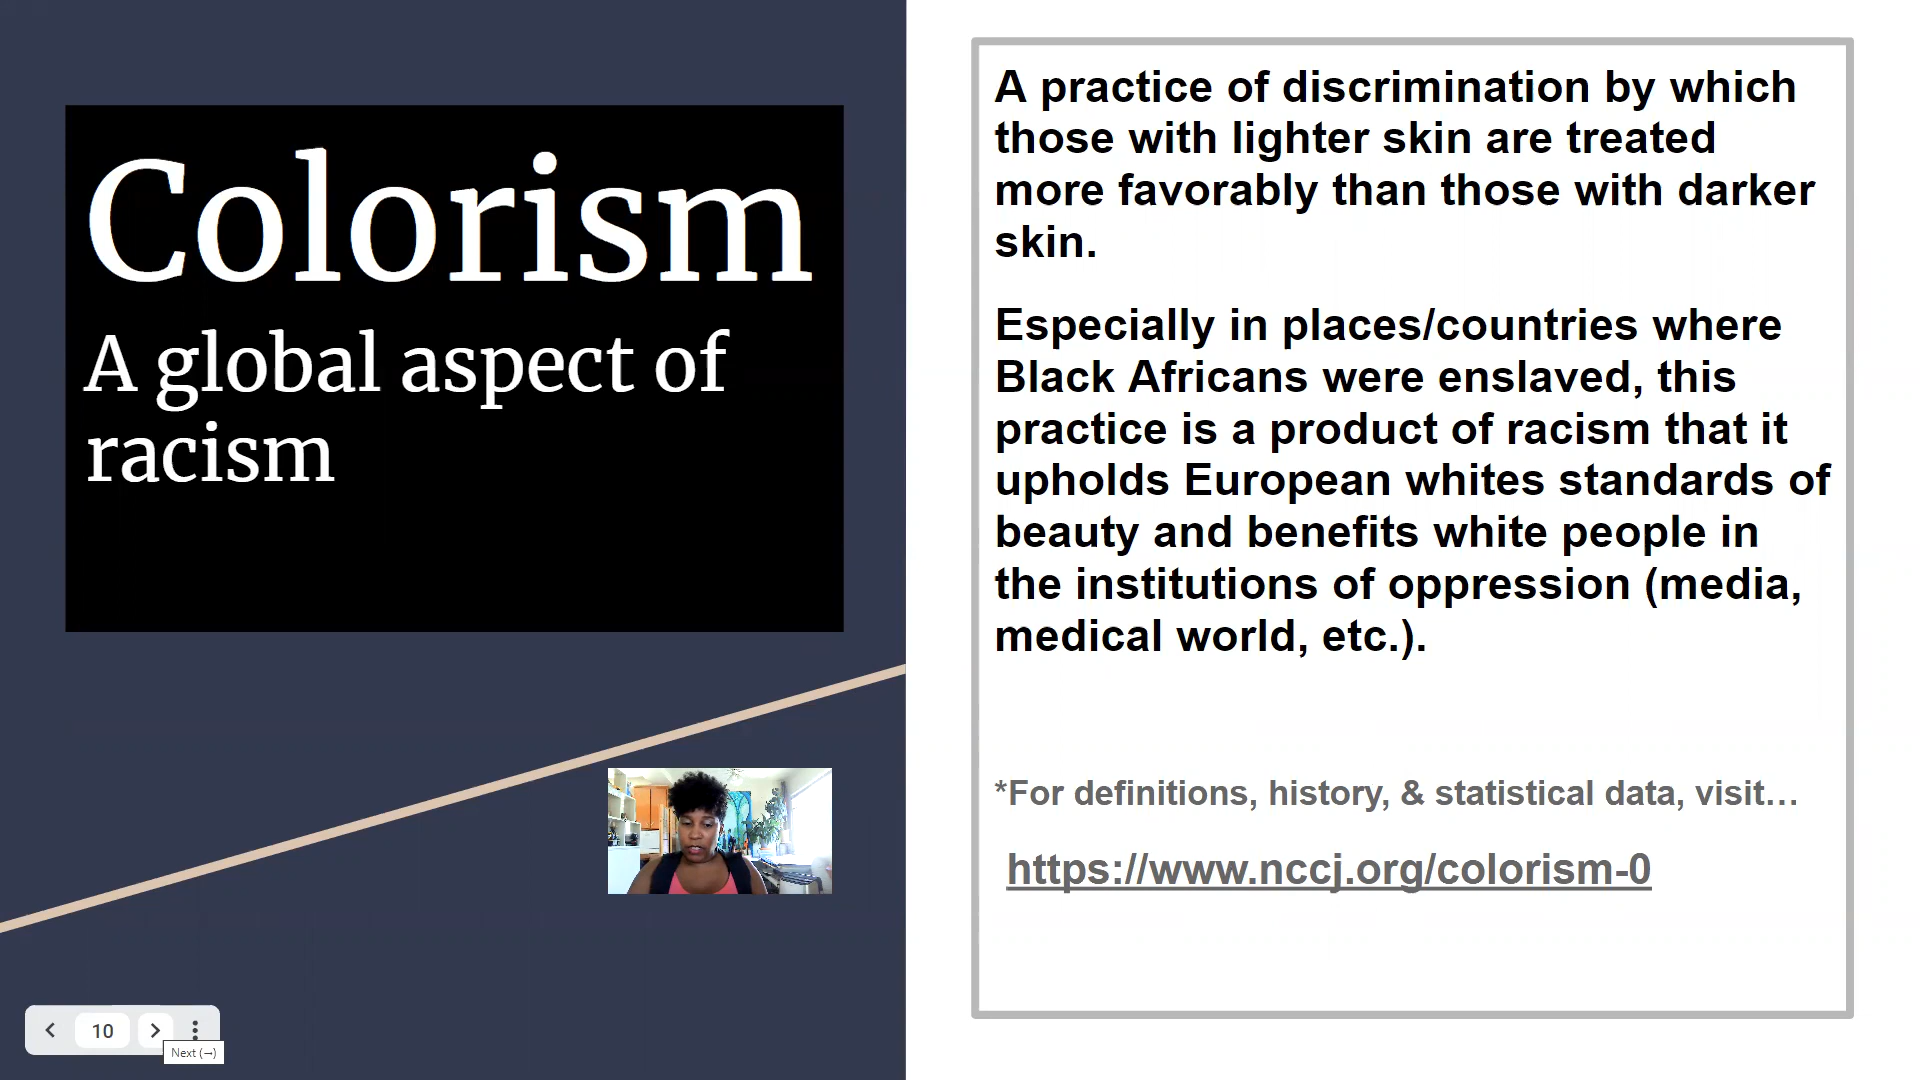 Colorism
A global aspect of
racism
A practice of discrimination by which
those with lighter skin are treated
more favorably than those with darker
skin.
Especially in places/countries where
Black Africans were enslaved, this
practice is a product of racism that it
upholds European whites standards of
beauty and benefits white people in
the institutions of oppression (media,
medical world, etc.).
*For definitions, history, & statistical data, visit…
https://www.nccj.org/colorism-0
10
Next (→)